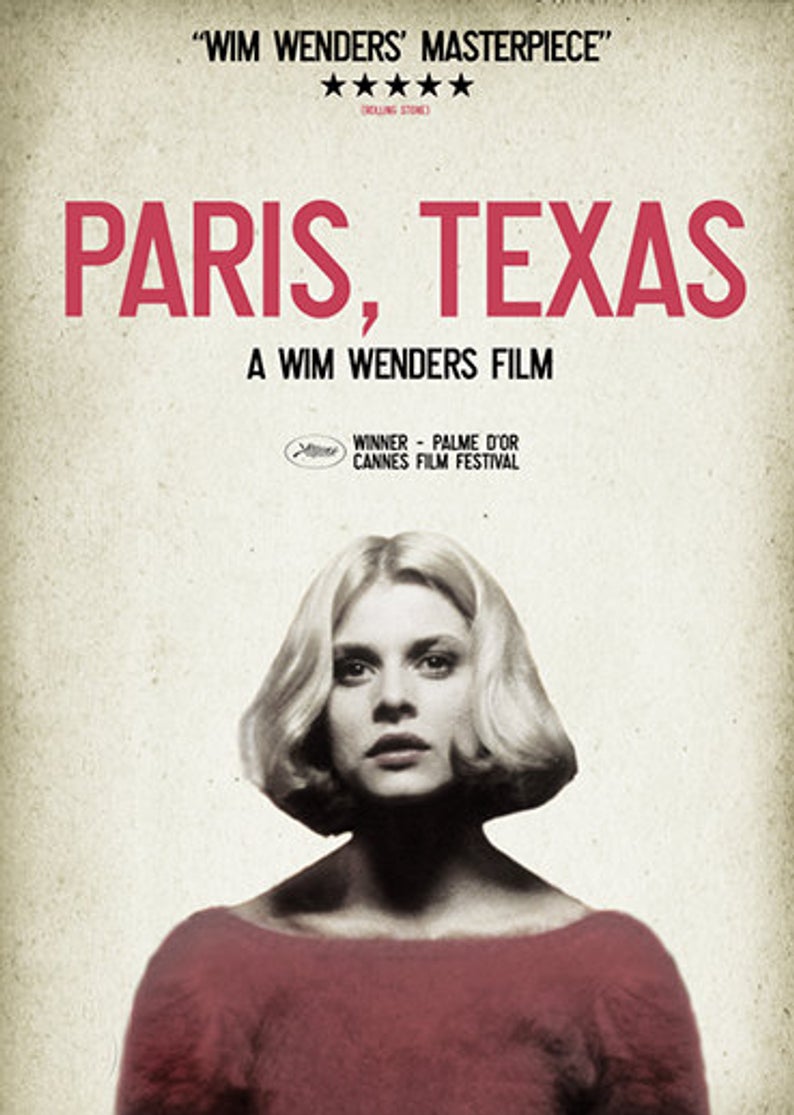 “WIM WENDERS’ MASTERPIECE”
(ROLLING STONE)
PARIS, TEXAS
A WIM WENDERS FILM
WINNER - PALME D'OR
CANNES FILM FESTIVAL